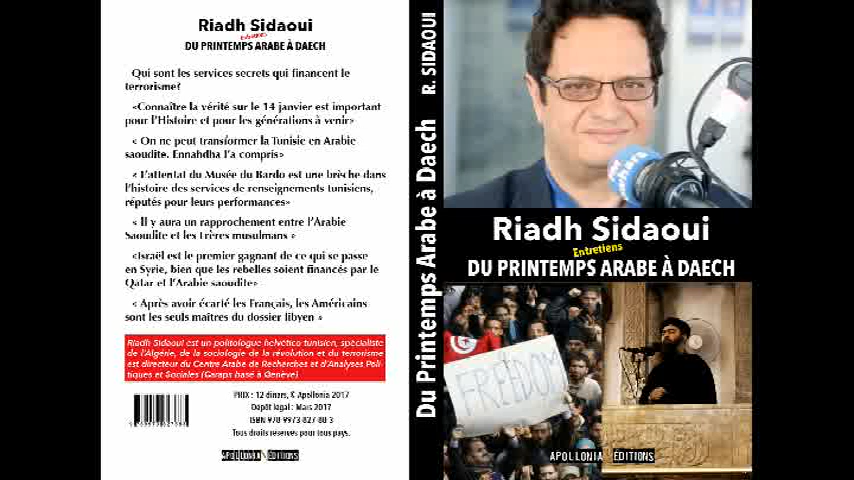 Riadh Sidaoui
Entretiens
DU PRINTEMPS ARABE À DAECH
Qui sont les services secrets qui financent le
terrorisme?
«Connaître la vérité sur le 14 janvier est important
pour l'Histoire et pour les générations à venir»
« On ne peut transformer la Tunisie en Arabie
saoudite. Ennahdha l'a compris»
« L'attentat du Musée du Bardo est une brèche dans
l'histoire des services de renseignements tunisiens,
réputés pour leurs performances»
« Il y aura un rapprochement entre l'Arabie
Saoudite et les frères musulmans »
«Israël est le premier gagnant de ce qui se passe
en Syrie, bien que les rebelles soient financés par le
Qatar et l'Arabie saoudite»
« Après avoir écarté les Français, les Américains
sont les seuls maîtres du dossier libyen »
Riadh Sidaoui est un politologue helvético tunisien, spécialiste
de l'Algérie, de la sociologie de la révolution et du terrorisme
est directeur du Centre Arabe de Recherches et d'Analyses Poli-
tiques et Sociales (Caraps basé à Genève)
PRIX : 12 dinars, © Apollonia 2017
Dépôt légal : Mars 2017
ISBN 978-9973-827-88-3
Tous droits réservés pour tous pays.
APOLLONIA ÉDITIONS
Du Printemps Arabe à Daech R. SIDAOUI
Riadh Sidaoui
Entretiens
DU PRINTEMPS ARABE À DAECH
FREEDOM
APOLLONIA ÉDITIONS